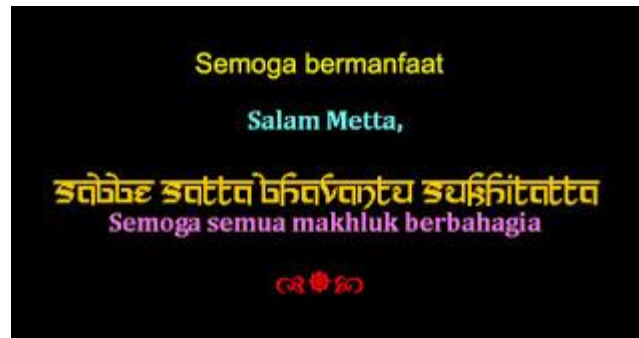 Semoga bermanfaat
Salam Metta,
sabbe satta bhavantu sukhitatta
Semoga semua makhluk berbahagia